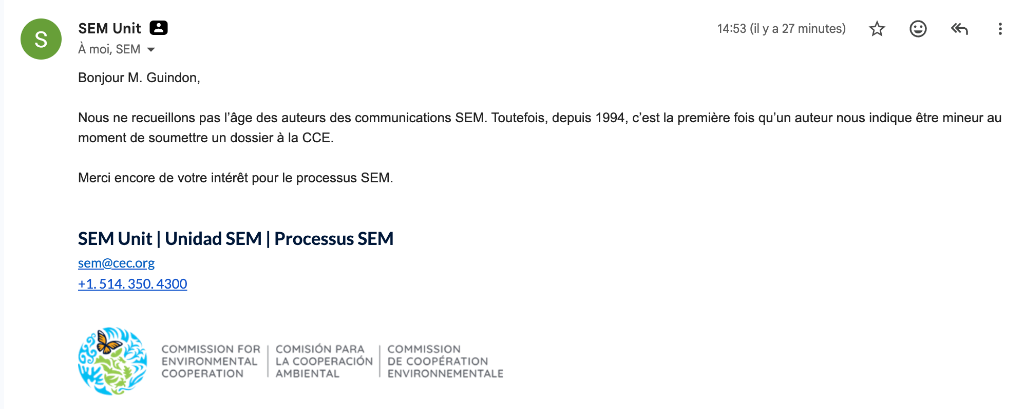 S
SEM Unit
14:53 (il y a 27 minutes)
À moi, SEM
Bonjour M. Guindon,
Nous ne recueillons pas l’âge des auteurs des communications SEM. Toutefois, depuis 1994, c’est la première fois qu’un auteur nous indique être mineur au
moment de soumettre un dossier à la CCE.
Merci encore de votre intérêt pour le processus SEM.
SEM Unit | Unidad SEM | Processus SEM
sem@cec.org
+1. 514. 350. 4300
COMMISSION FOR
ENVIRONMENTAL
COOPERATION
COMISIÓN PARA
LA COOPERACIÓN
AMBIENTAL
COMMISSION
DE COOPÉRATION
ENVIRONNEMENTALE